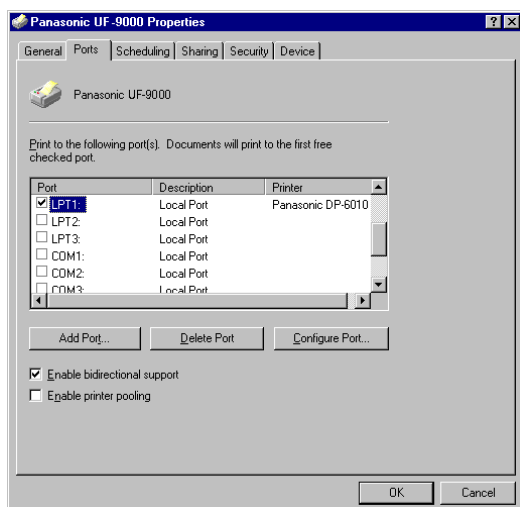 Panasonic UF-9000 Properties
General Ports Scheduling Sharing Security Device
Panasonic UF-9000
Print to the following port(s). Documents will print to the first free
checked port.
Port Description Printer
LPT1: Local Port Panasonic DP-6010
LPT2: Local Port
LPT3: Local Port
COM1: Local Port
COM2: Local Port
COM3: Local Port
Add Port... Delete Port Configure Port...
Enable bidirectional support
Enable printer pooling
OK Cancel